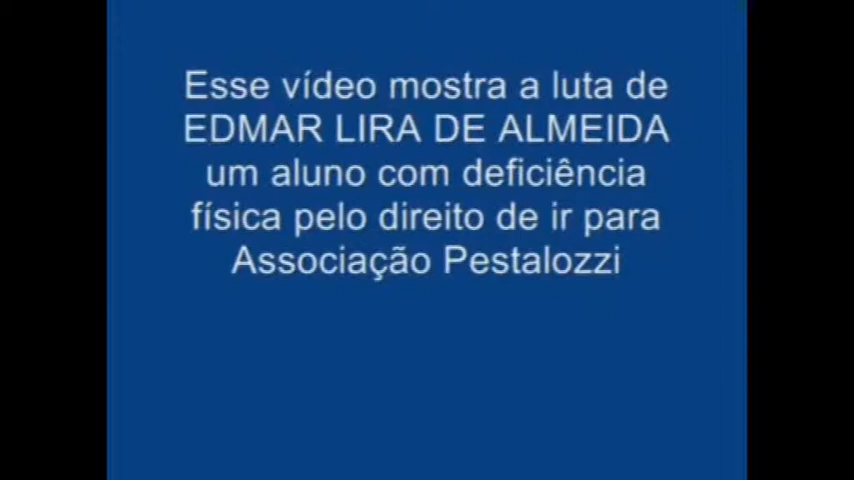 Esse vídeo mostra a luta de
EDMAR LIRA DE ALMEIDA
um aluno com deficiência
física pelo direito de ir para
Associação Pestalozzi